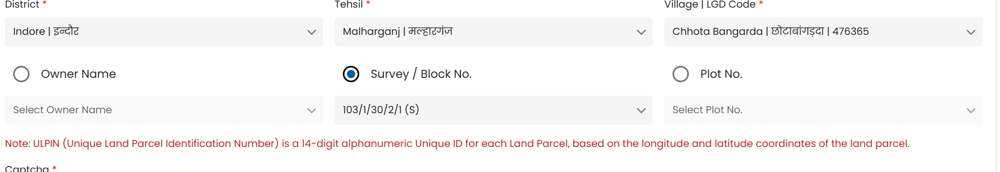 District * Tehsil * Village | LGD Code *
Indore | इन्दौर Malharganj | मल्हारगंज Chhota Bangarda | छोटाबांगड़दा | 476365
Owner Name Survey / Block No. Plot No.
Select Owner Name 103/1/30/2/1 (S) Select Plot No.
Note: ULPIN (Unique Land Parcel Identification Number) is a 14-digit alphanumeric Unique ID for each Land Parcel, based on the longitude and latitude coordinates of the land parcel.
Captcha *